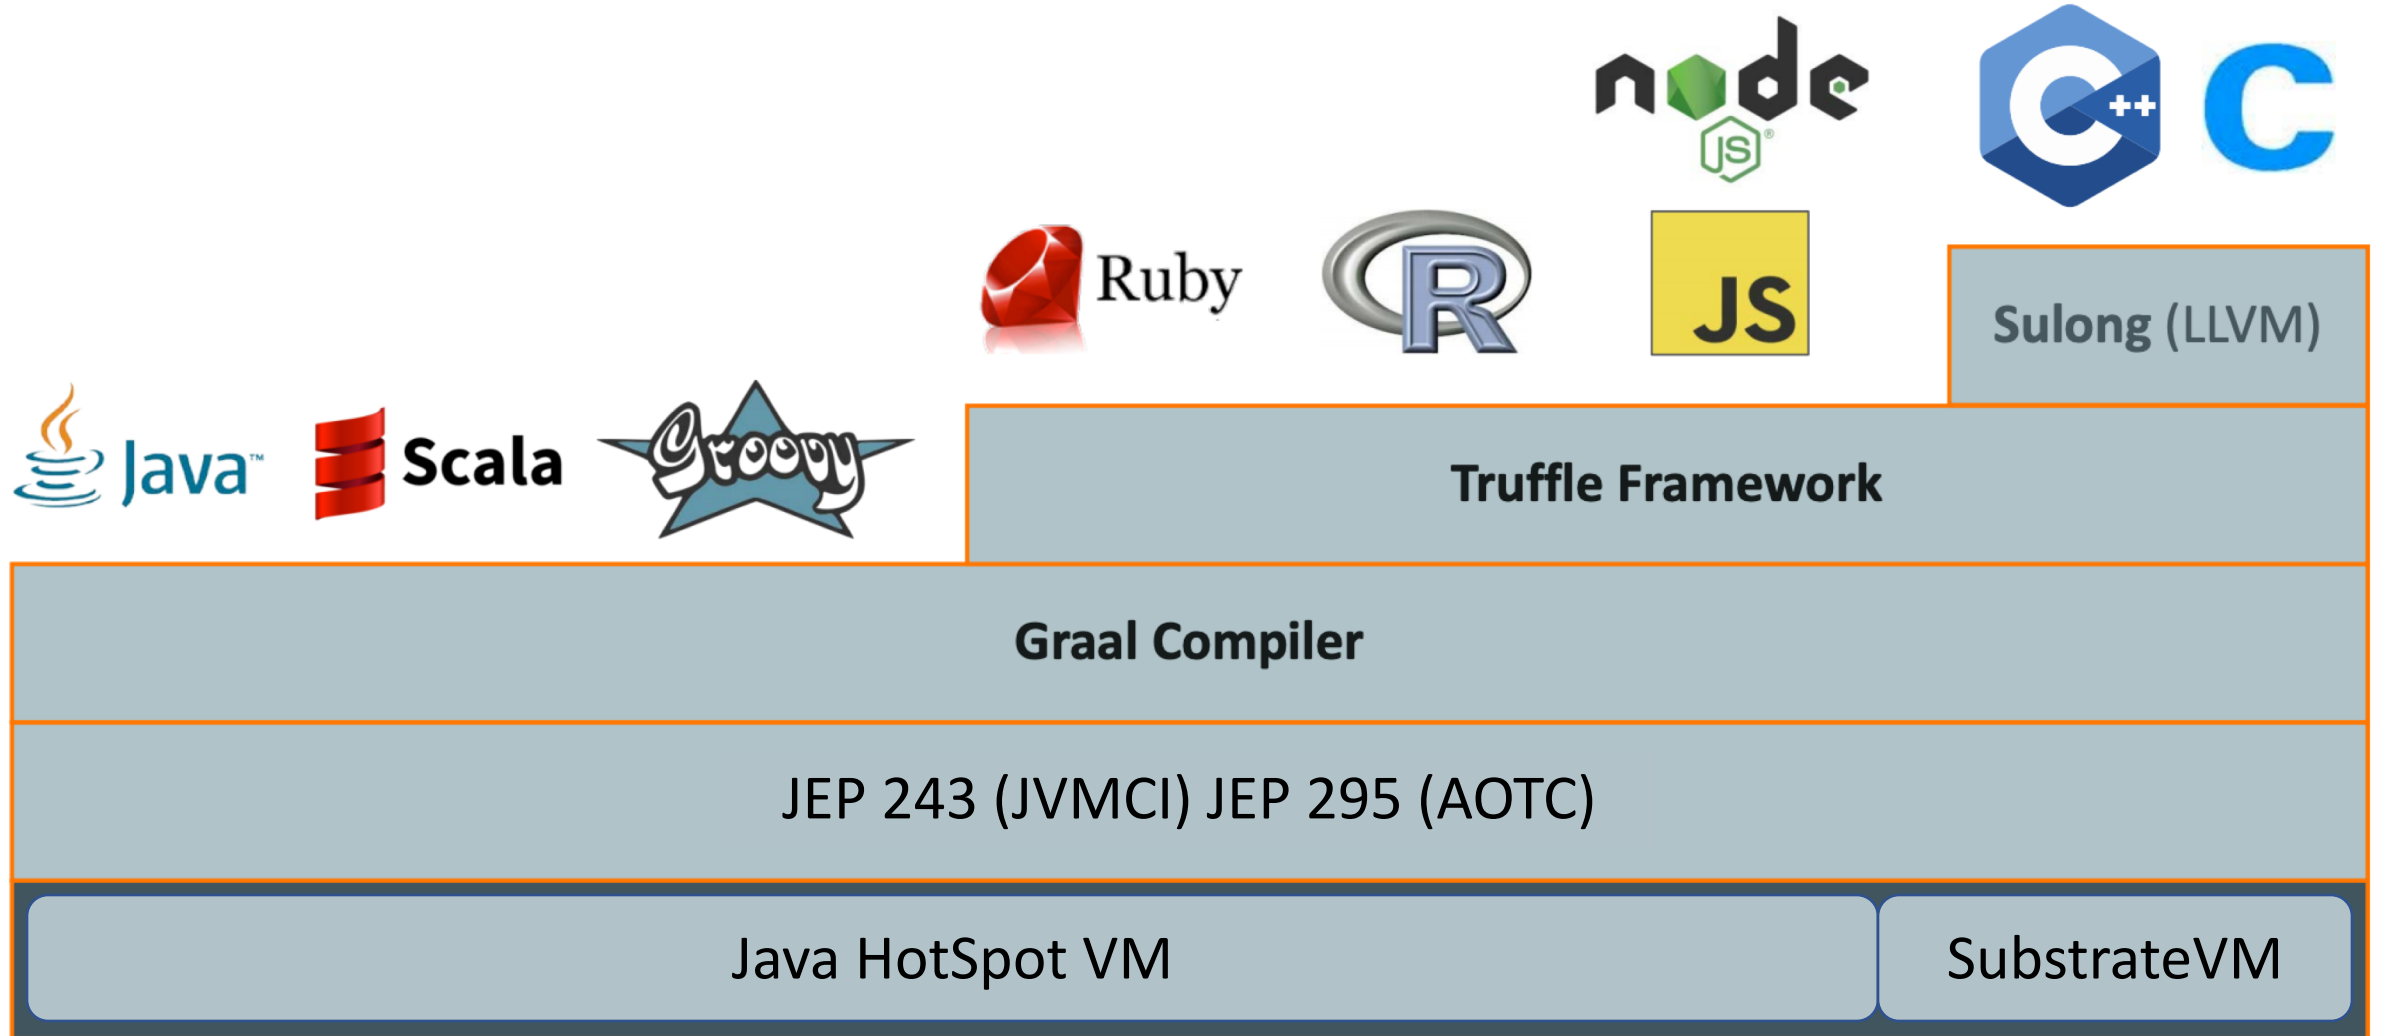 node
JS®
C++
C
Ruby
R
JS
Sulong (LLVM)
Java™
Scala
Groovy
Truffle Framework
Graal Compiler
JEP 243 (JVMCI) JEP 295 (AOTC)
Java HotSpot VM
SubstrateVM